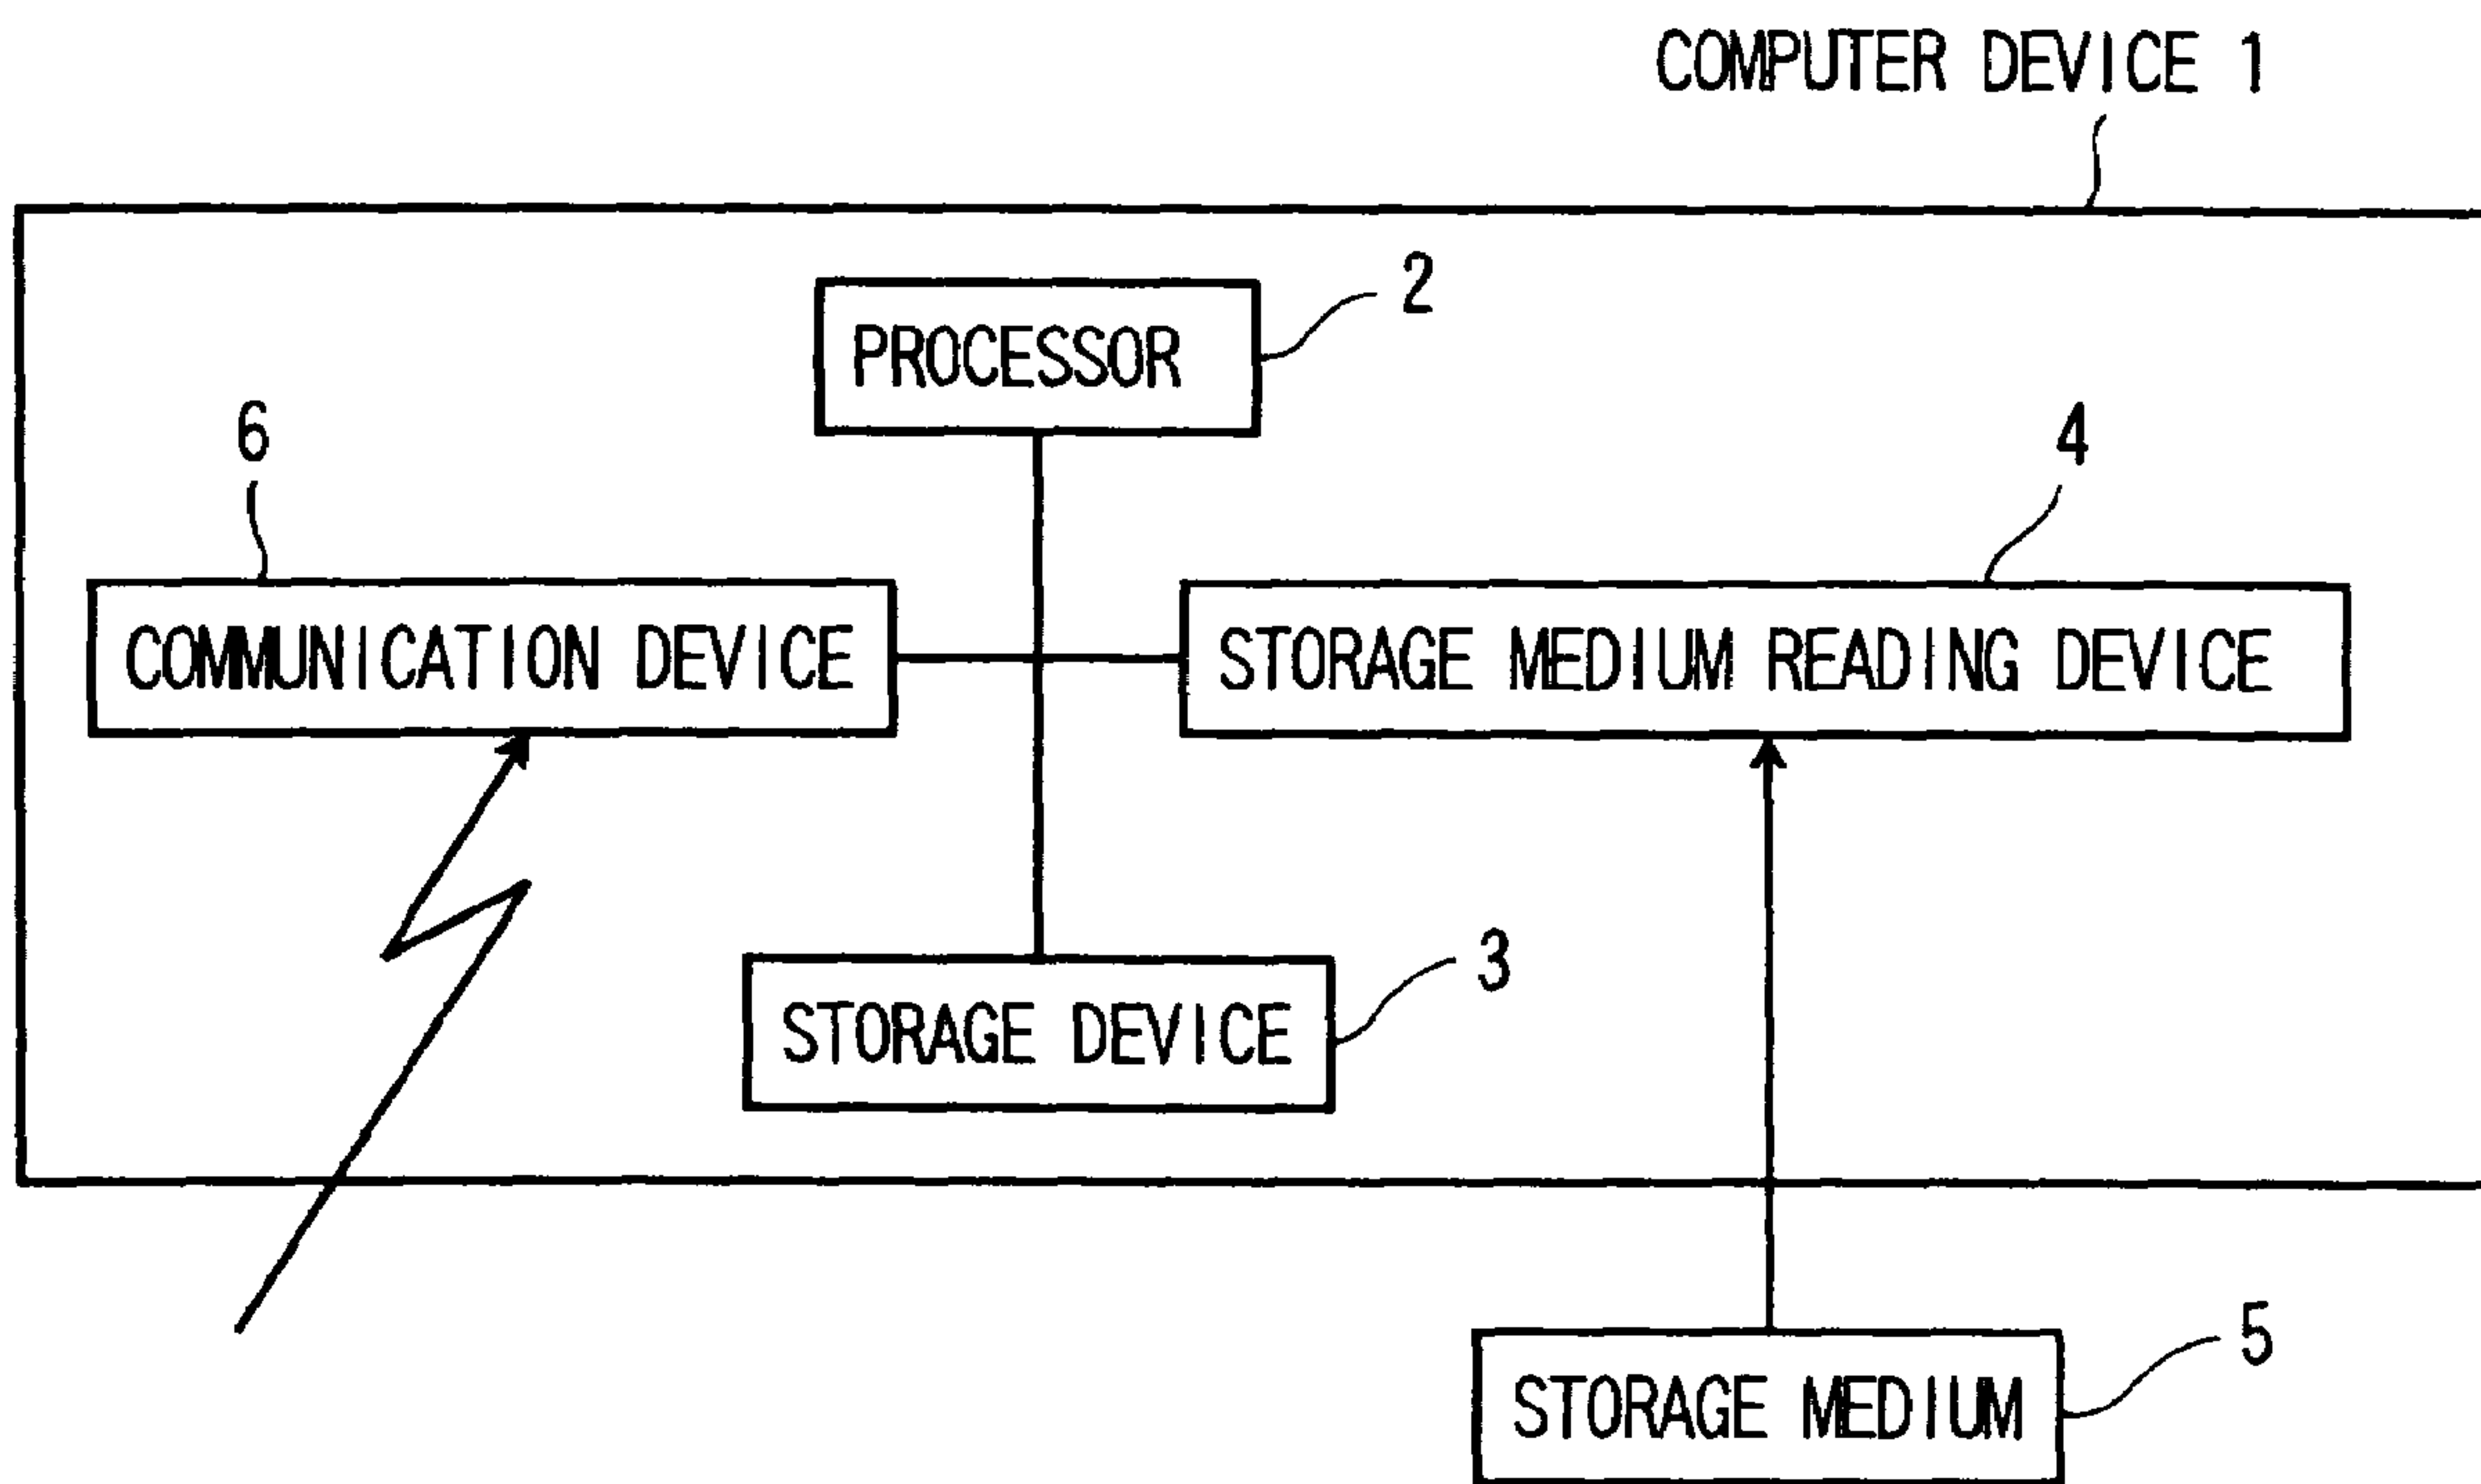 COMPUTER DEVICE 1
2
PROCESSOR
6
4
COMMUNICATION DEVICE
STORAGE MEDIUM READING DEVICE
3
STORAGE DEVICE
5
STORAGE MEDIUM